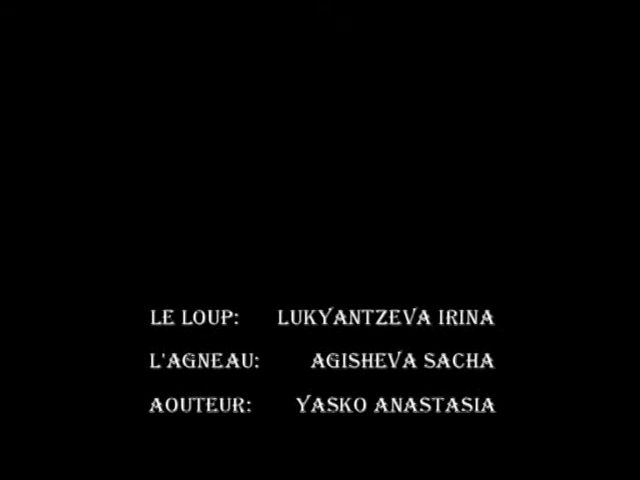 LE LOUP: LUKYANTZEVA IRINA
L'AGNEAU: AGISHEVA SACHA
AOUTEUR: YASKO ANASTASIA